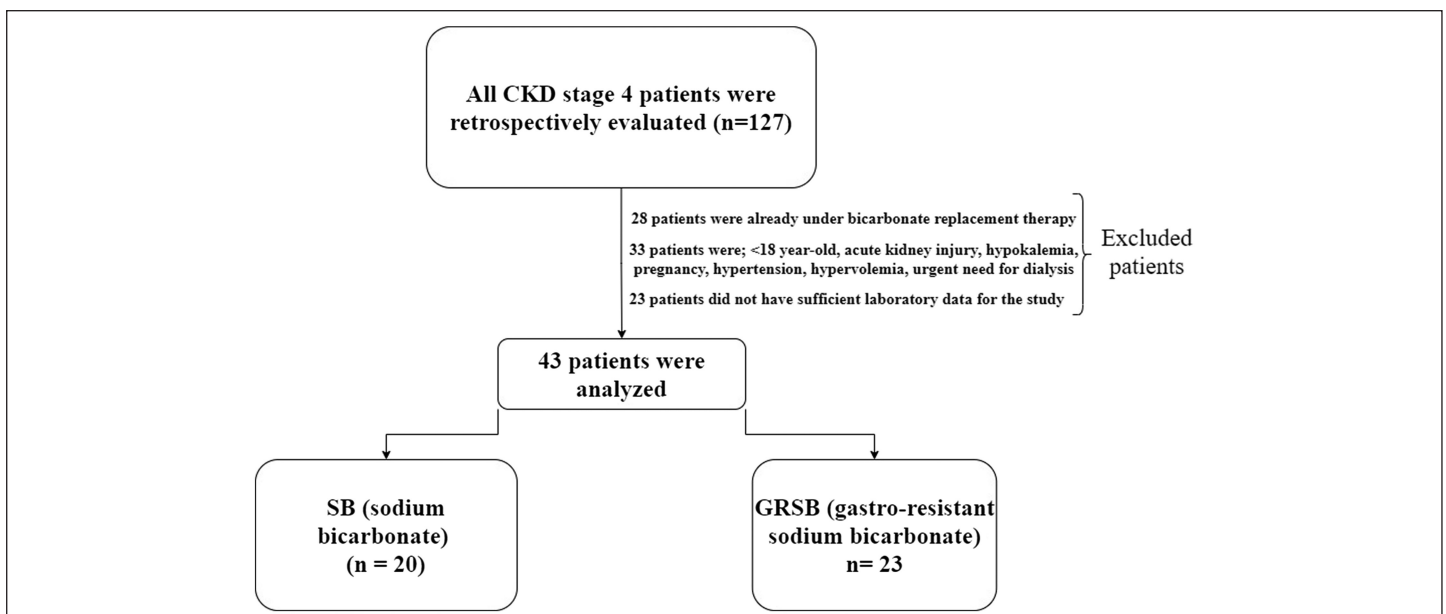 All CKD stage 4 patients were
retrospectively evaluated (n=127)
28 patients were already under bicarbonate replacement therapy
33 patients were; <18 year-old, acute kidney injury, hypokalemia,
pregnancy, hypertension, hypervolemia, urgent need for dialysis
23 patients did not have sufficient laboratory data for the study
Excluded
patients
43 patients were
analyzed
SB (sodium
bicarbonate)
(n = 20)
GRSB (gastro-resistant
sodium bicarbonate)
n= 23